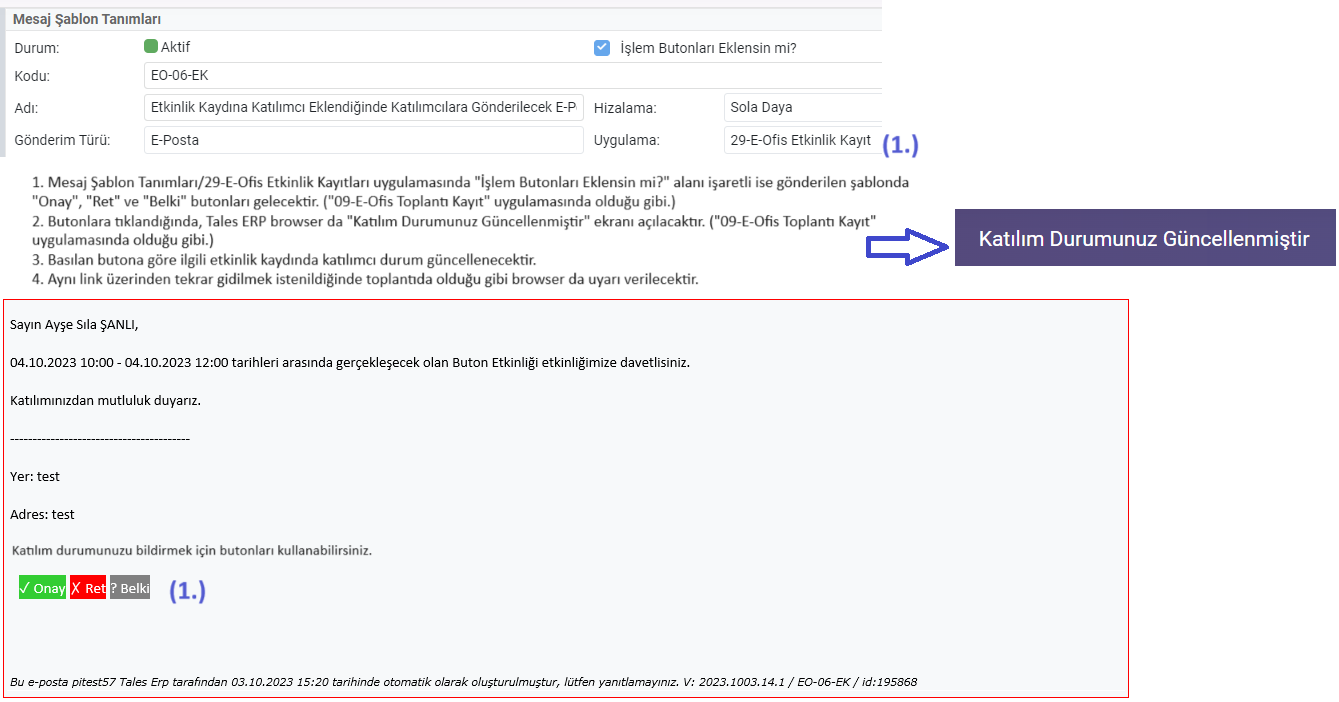 Mesaj Şablon Tanımları
Durum: Aktif İşlem Butonları Eklensin mi?
Kodu: EO-06-EK
Adı: Etkinlik Kaydına Katılımcı Eklendiğinde Katılımcılara Gönderilecek E-P Hizalama: Sola Daya
Gönderim Türü: E-Posta Uygulama: 29-E-Ofis Etkinlik Kayıt (1.)
1. Mesaj Şablon Tanımları/29-E-Ofis Etkinlik Kayıtları uygulamasında "İşlem Butonları Eklensin mi?" alanı işaretli ise gönderilen şablonda
"Onay", "Ret" ve "Belki" butonları gelecektir. ("09-E-Ofis Toplantı Kayıt" uygulamasında olduğu gibi.)
2. Butonlara tıklandığında, Tales ERP browser da "Katılım Durumunuz Güncellenmiştir" ekranı açılacaktır. ("09-E-Ofis Toplantı Kayıt"
uygulamasında olduğu gibi.)
3. Basılan butona göre ilgili etkinlik kaydında katılımcı durum güncellenecektir.
4. Aynı link üzerinden tekrar gidilmek istenildiğinde toplantıda olduğu gibi browser da uyarı verilecektir.
Katılım Durumunuz Güncellenmiştir
Sayın Ayşe Sıla ŞANLI,
04.10.2023 10:00 - 04.10.2023 12:00 tarihleri arasında gerçekleşecek olan Buton Etkinliği etkinliğimize davetlisiniz.
Katılımınızdan mutluluk duyarız.
----------------------------------------
Yer: test
Adres: test
Katılım durumunuzu bildirmek için butonları kullanabilirsiniz.
✓ Onay ✗ Ret ? Belki (1.)
Bu e-posta pitest57 Tales Erp tarafından 03.10.2023 15:20 tarihinde otomatik olarak oluşturulmuştur, lütfen yanıtlamayınız. V: 2023.1003.14.1 / EO-06-EK / id:195868